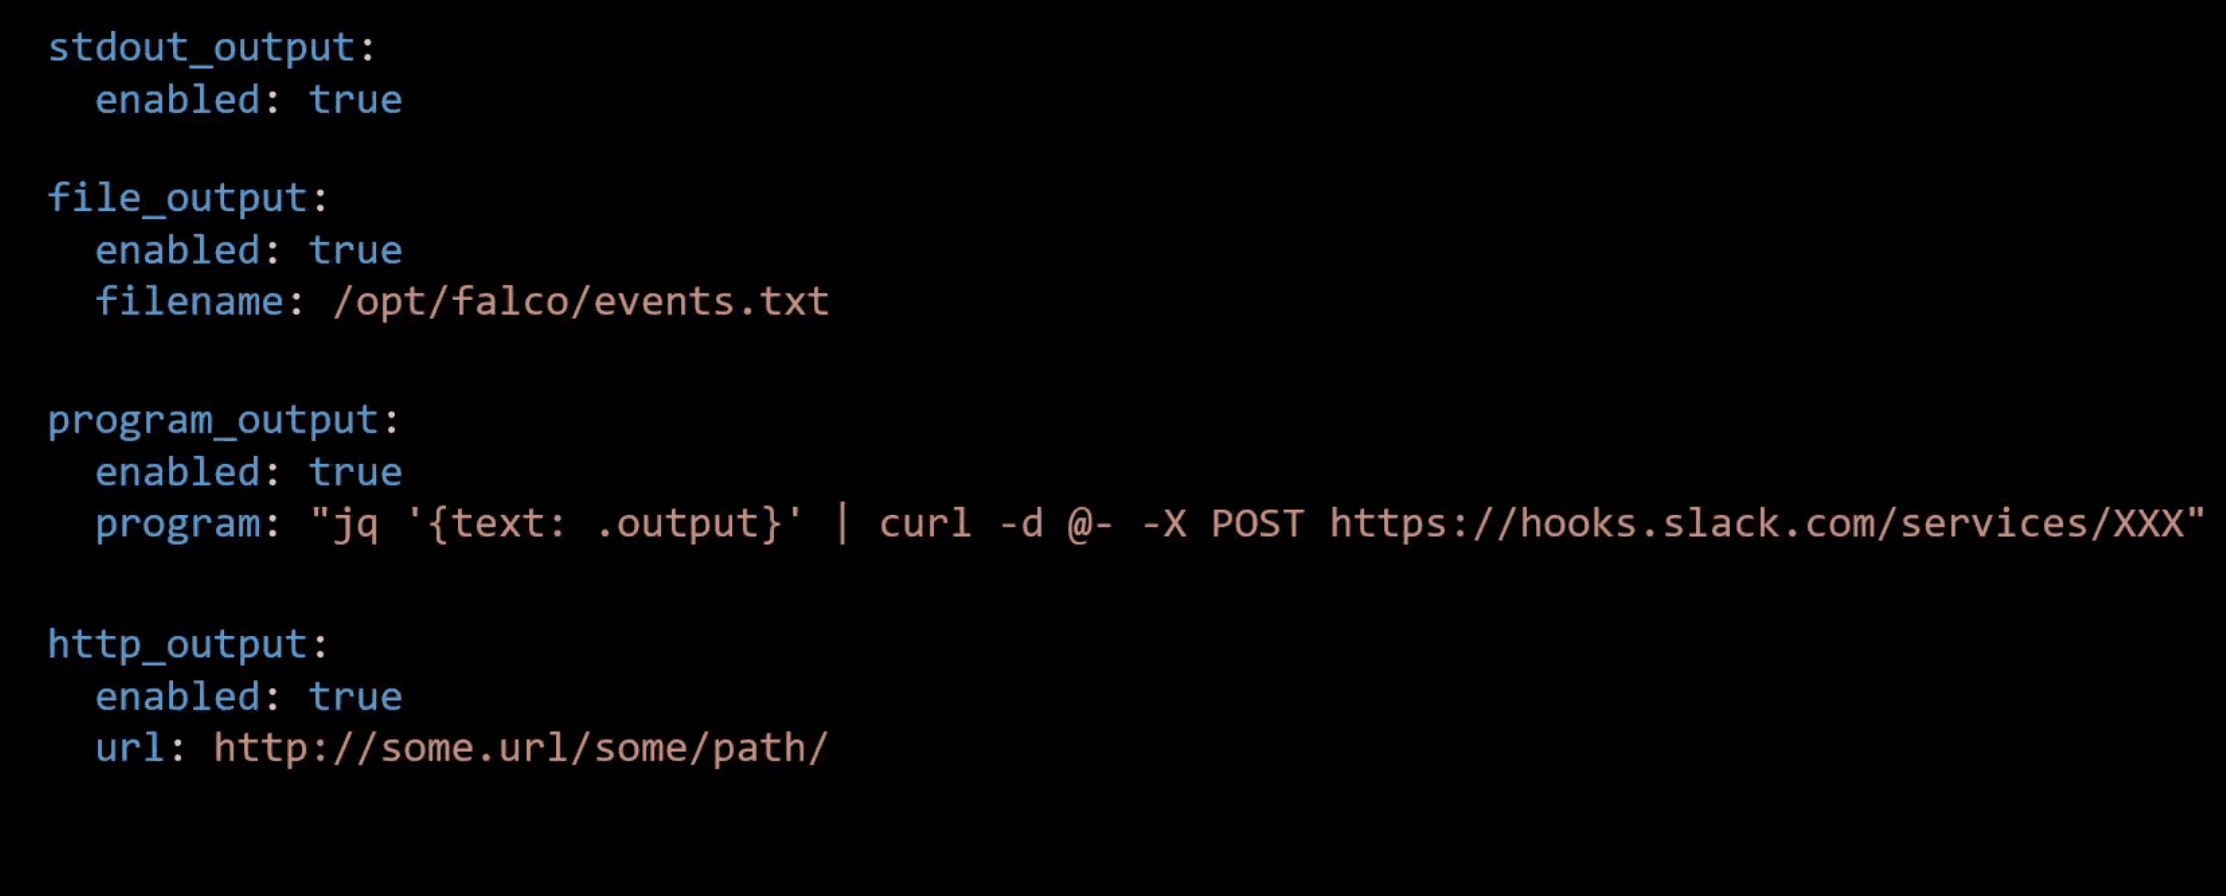 stdout_output:
  enabled: true
file_output:
  enabled: true
  filename: /opt/falco/events.txt
program_output:
  enabled: true
  program: "jq '{text: .output}' | curl -d @- -X POST https://hooks.slack.com/services/XXX"
http_output:
  enabled: true
  url: http://some.url/some/path/